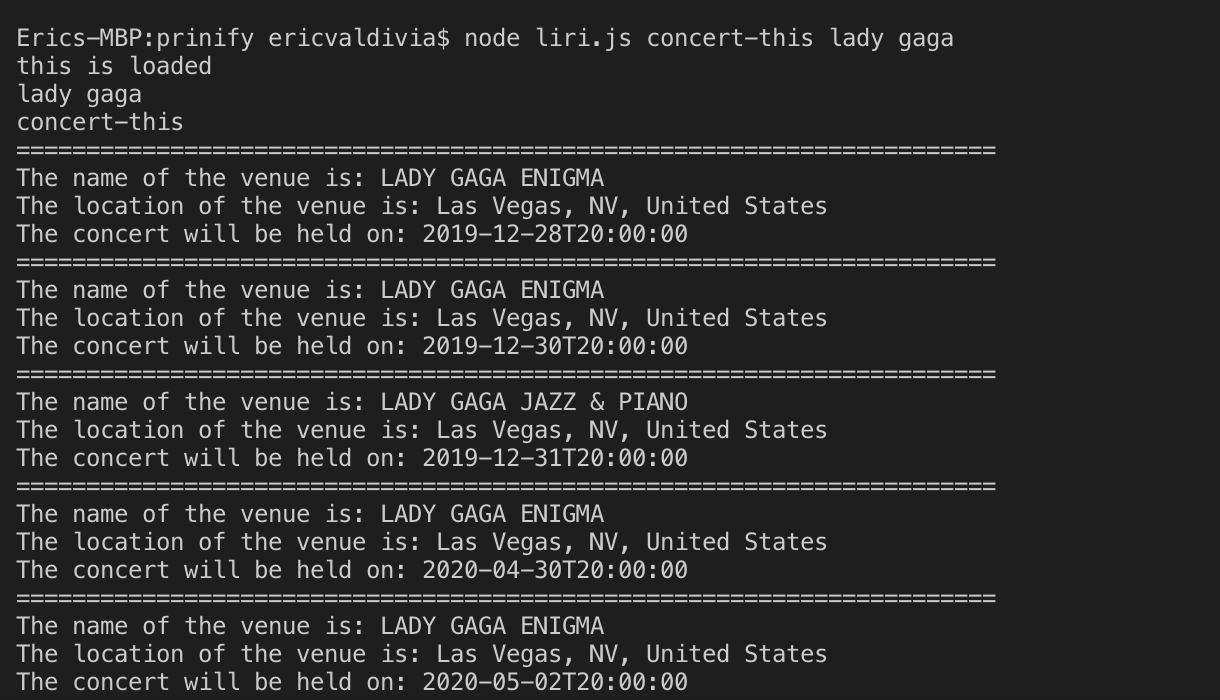 Erics-MBP:prinify ericvaldivia$ node liri.js concert-this lady gaga
this is loaded
lady gaga
concert-this
======================================================================
The name of the venue is: LADY GAGA ENIGMA
The location of the venue is: Las Vegas, NV, United States
The concert will be held on: 2019-12-28T20:00:00
======================================================================
The name of the venue is: LADY GAGA ENIGMA
The location of the venue is: Las Vegas, NV, United States
The concert will be held on: 2019-12-30T20:00:00
======================================================================
The name of the venue is: LADY GAGA JAZZ & PIANO
The location of the venue is: Las Vegas, NV, United States
The concert will be held on: 2019-12-31T20:00:00
======================================================================
The name of the venue is: LADY GAGA ENIGMA
The location of the venue is: Las Vegas, NV, United States
The concert will be held on: 2020-04-30T20:00:00
======================================================================
The name of the venue is: LADY GAGA ENIGMA
The location of the venue is: Las Vegas, NV, United States
The concert will be held on: 2020-05-02T20:00:00